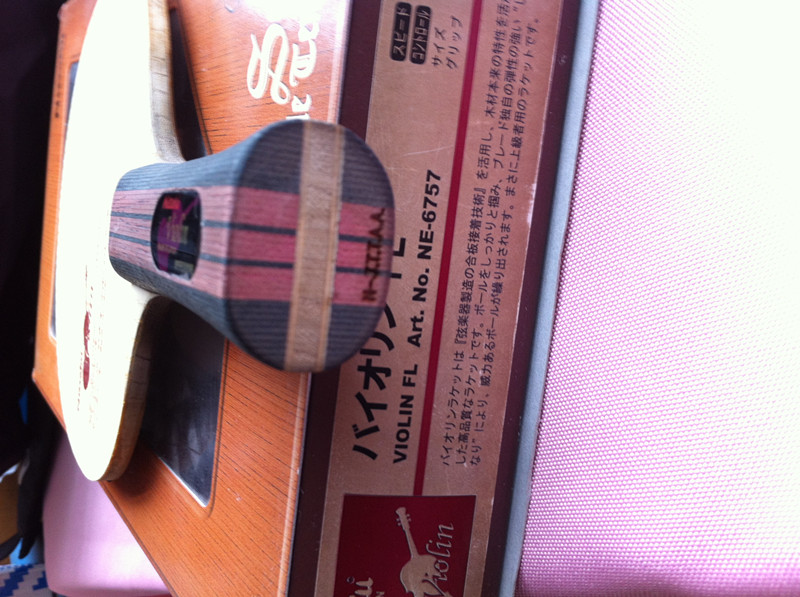 バイオリン
VIOLIN FL Art. No. NE-6757
スピード
コントロール
サイズ
グリップ
バイオリンラケットは『弦楽器製造の合板接着技術』を活用し、木材本来の特性を活
した高品質なラケットです。ボールをしっかりと掴み、ブレード独自の弾性の強い“し
なり”により、威力あるボールが繰り出されます。まさに上級者用のラケットです。
Violin
N-J.T.T.A.A